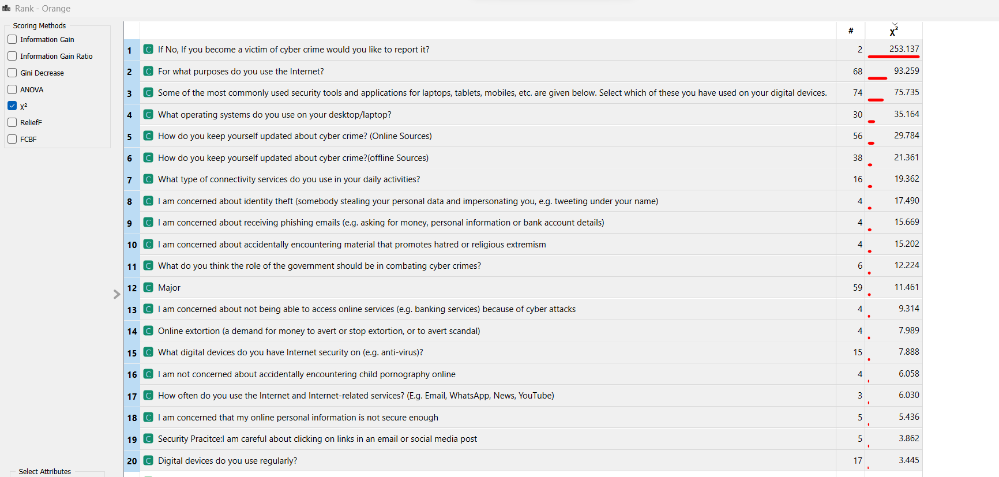 Rank - Orange
Scoring Methods
Information Gain
Information Gain Ratio
Gini Decrease
ANOVA
χ²
ReliefF
FCBF
Select Attributes
# χ²
1 C If No, If you become a victim of cyber crime would you like to report it? 2 253.137
2 C For what purposes do you use the Internet? 68 93.259
3 C Some of the most commonly used security tools and applications for laptops, tablets, mobiles, etc. are given below. Select which of these you have used on your digital devices. 74 75.735
4 C What operating systems do you use on your desktop/laptop? 30 35.164
5 C How do you keep yourself updated about cyber crime? (Online Sources) 56 29.784
6 C How do you keep yourself updated about cyber crime?(offline Sources) 38 21.361
7 C What type of connectivity services do you use in your daily activities? 16 19.362
8 C I am concerned about identity theft (somebody stealing your personal data and impersonating you, e.g. tweeting under your name) 4 17.490
9 C I am concerned about receiving phishing emails (e.g. asking for money, personal information or bank account details) 4 15.669
10 C I am concerned about accidentally encountering material that promotes hatred or religious extremism 4 15.202
11 C What do you think the role of the government should be in combating cyber crimes? 6 12.224
12 C Major 59 11.461
13 C I am concerned about not being able to access online services (e.g. banking services) because of cyber attacks 4 9.314
14 C Online extortion (a demand for money to avert or stop extortion, or to avert scandal) 4 7.989
15 C What digital devices do you have Internet security on (e.g. anti-virus)? 15 7.888
16 C I am not concerned about accidentally encountering child pornography online 4 6.058
17 C How often do you use the Internet and Internet-related services? (E.g. Email, WhatsApp, News, YouTube) 3 6.030
18 C I am concerned that my online personal information is not secure enough 5 5.436
19 C Security Pracitce:I am careful about clicking on links in an email or social media post 5 3.862
20 C Digital devices do you use regularly? 17 3.445